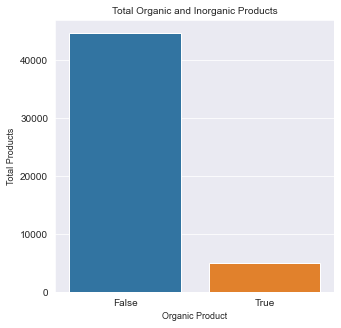 Total Organic and Inorganic Products
Total Products
40000
30000
20000
10000
0
False
True
Organic Product